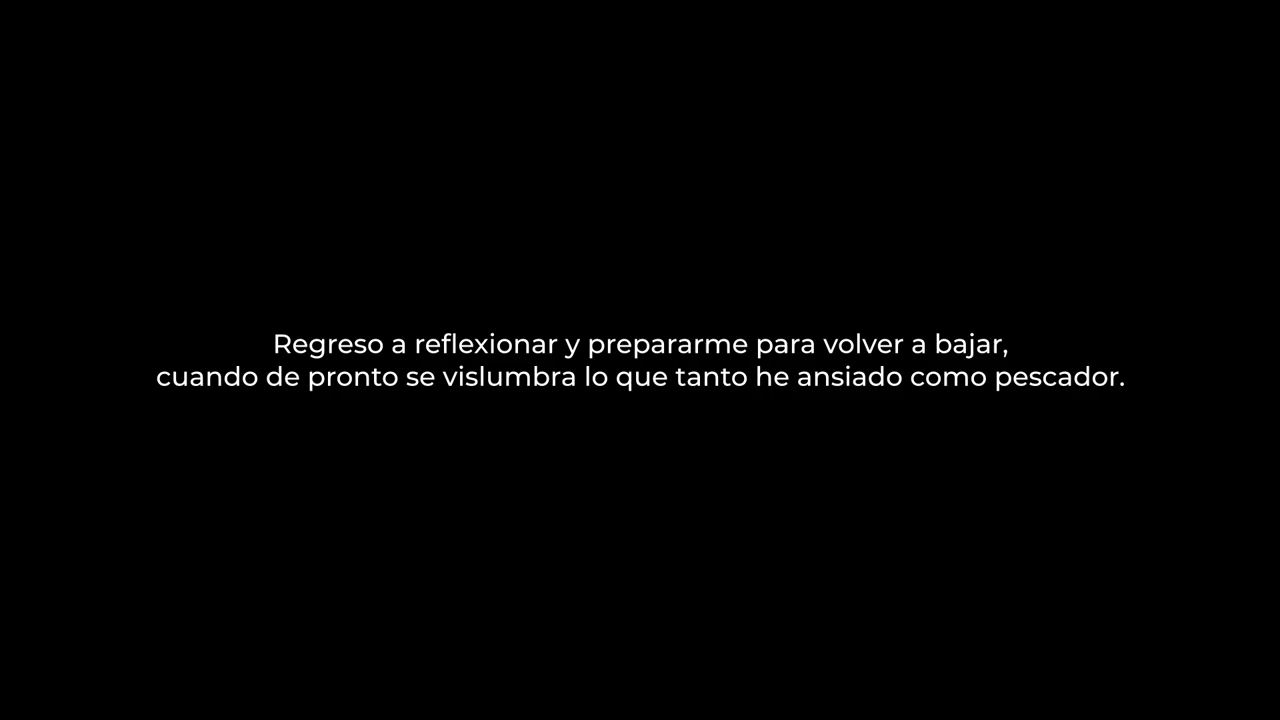 Regreso a reflexionar y prepararme para volver a bajar,
cuando de pronto se vislumbra lo que tanto he ansiado como pescador.